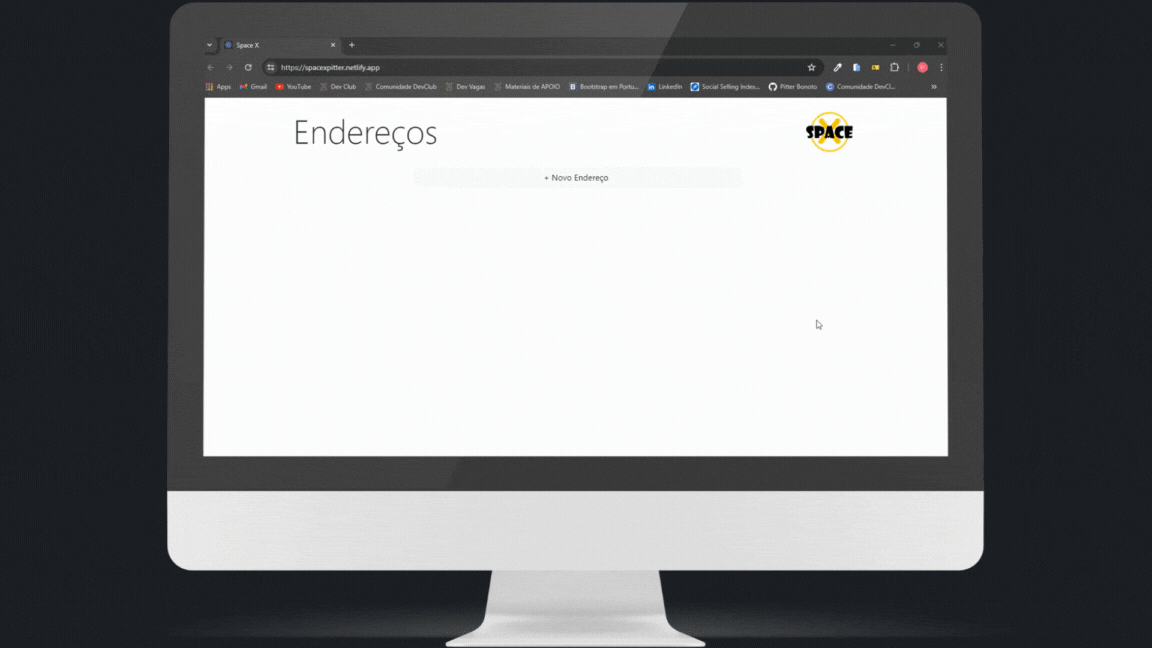 Space X
https://spacexpitter.netlify.app
Apps Gmail YouTube Dev Club Comunidade DevClub Dev Vagas Materiais de APOIO Bootstrap em Portu... LinkedIn Social Selling Index... Pitter Bonoto Comunidade DevCl...
Endereços
SPACE X
+ Novo Endereço